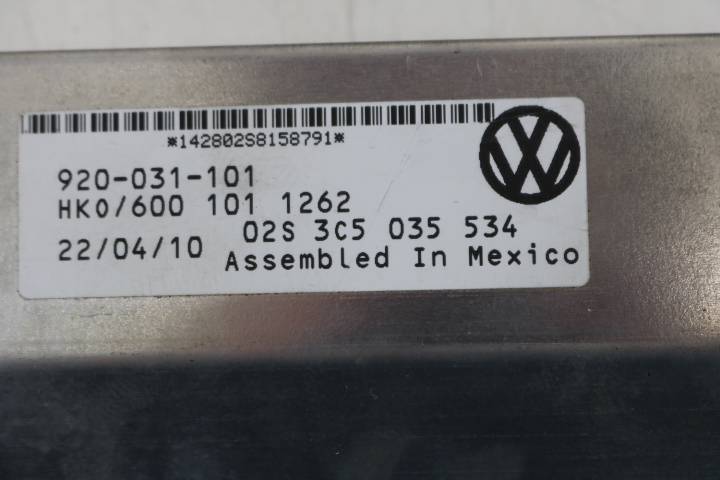 *142802S8158791*
920-031-101
HK0/600 101 1262
22/04/10 02S 3C5 035 534
Assembled In Mexico